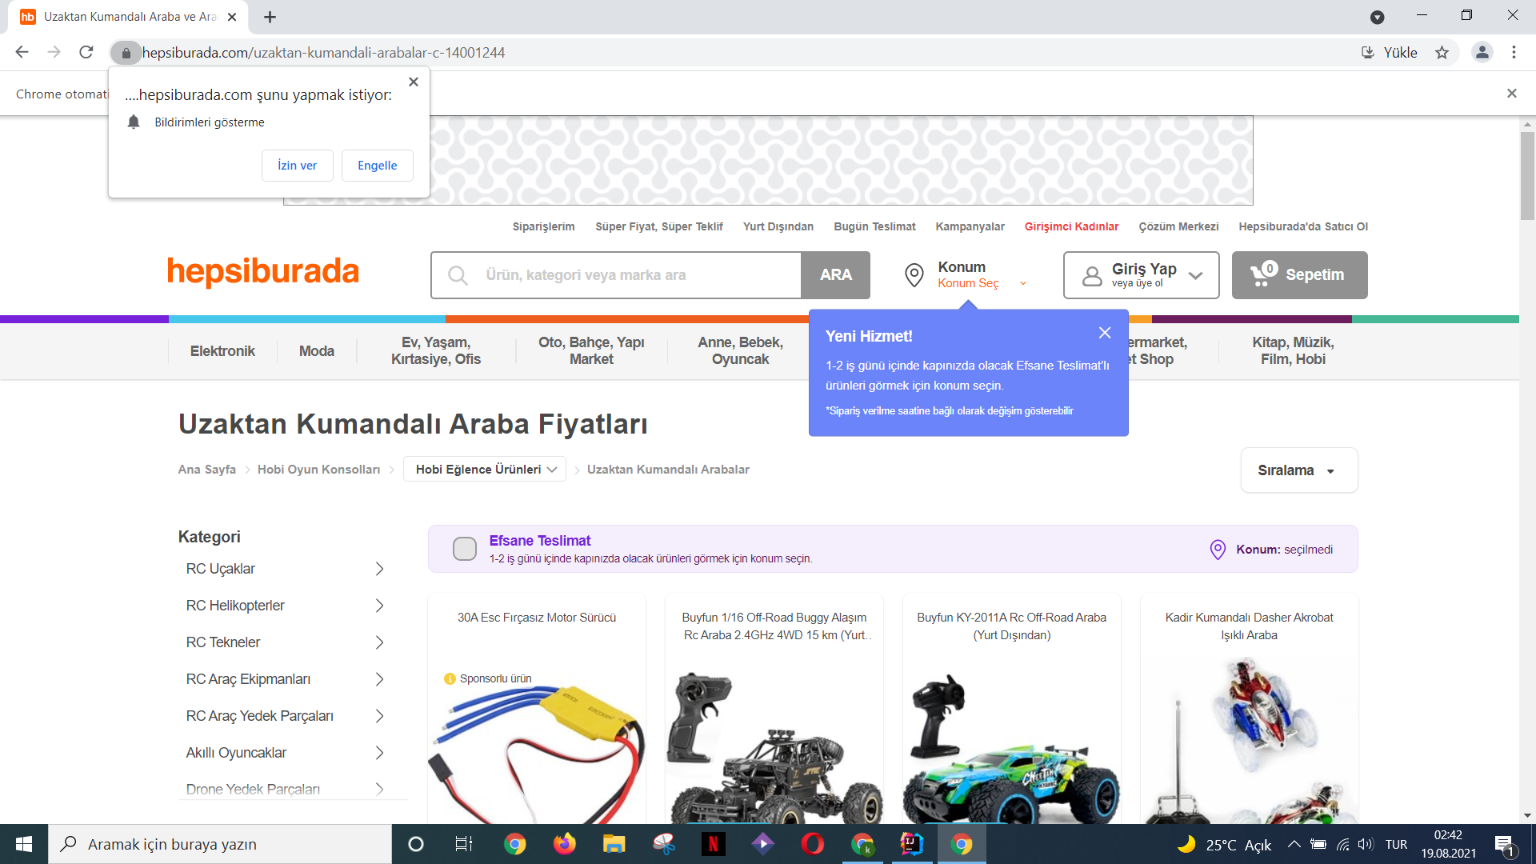 hb Uzaktan Kumandalı Araba ve Ara
hepsiburada.com/uzaktan-kumandali-arabalar-c-14001244
Yükle
Chrome otomati
....hepsiburada.com şunu yapmak istiyor:
Bildirimleri gösterme
İzin ver
Engelle
Siparişlerim
Süper Fiyat, Süper Teklif
Yurt Dışından
Bugün Teslimat
Kampanyalar
Girişimci Kadınlar
Çözüm Merkezi
Hepsiburada'da Satıcı Ol
hepsiburada
Ürün, kategori veya marka ara
ARA
Konum
Konum Seç
Giriş Yap
veya üye ol
0
Sepetim
Elektronik
Moda
Ev, Yaşam,
Kırtasiye, Ofis
Oto, Bahçe, Yapı
Market
Anne, Bebek,
Oyuncak
ermarket,
et Shop
Kitap, Müzik,
Film, Hobi
Yeni Hizmet!
1-2 iş günü içinde kapınızda olacak Efsane Teslimat'lı
ürünleri görmek için konum seçin.
*Sipariş verilme saatine bağlı olarak değişim gösterebilir
Uzaktan Kumandalı Araba Fiyatları
Ana Sayfa
Hobi Oyun Konsolları
Hobi Eğlence Ürünleri
Uzaktan Kumandalı Arabalar
Sıralama
Kategori
RC Uçaklar
RC Helikopterler
RC Tekneler
RC Araç Ekipmanları
RC Araç Yedek Parçaları
Akıllı Oyuncaklar
Drone Yedek Parçaları
Efsane Teslimat
1-2 iş günü içinde kapınızda olacak ürünleri görmek için konum seçin.
Konum: seçilmedi
30A Esc Fırçasız Motor Sürücü
Sponsorlu ürün
Buyfun 1/16 Off-Road Buggy Alaşım
Rc Araba 2.4GHz 4WD 15 km (Yurt..
Buyfun KY-2011A Rc Off-Road Araba
(Yurt Dışından)
Kadir Kumandalı Dasher Akrobat
Işıklı Araba
Aramak için buraya yazın
N
k
IJ
25°C Açık
TUR
02:42
19.08.2021
1